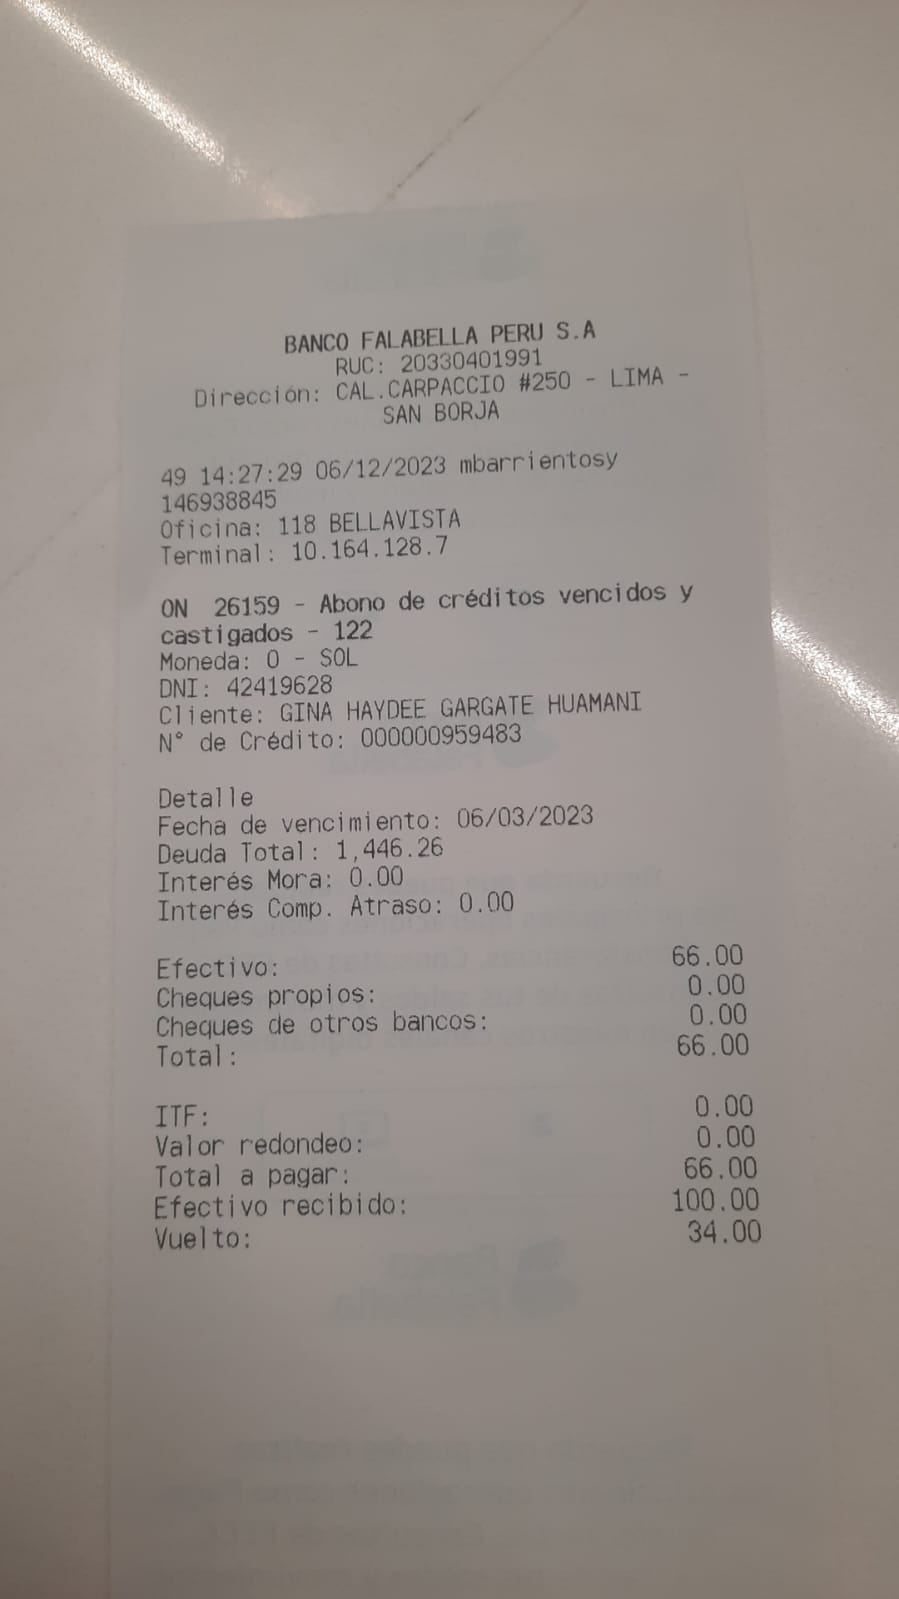 BANCO FALABELLA PERU S.A
RUC: 20330401991
Dirección: CAL.CARPACCIO #250 - LIMA -
SAN BORJA
49 14:27:29 06/12/2023 mbarrientosy
146938845
Oficina: 118 BELLAVISTA
Terminal: 10.164.128.7
ON 26159 - Abono de créditos vencidos y
castigados - 122
Moneda: 0 - SOL
DNI: 42419628
Cliente: GINA HAYDEE GARGATE HUAMANI
N° de Crédito: 000000959483
Detalle
Fecha de vencimiento: 06/03/2023
Deuda Total: 1,446.26
Interés Mora: 0.00
Interés Comp. Atraso: 0.00
Efectivo: 66.00
Cheques propios: 0.00
Cheques de otros bancos: 0.00
Total: 66.00
ITF: 0.00
Valor redondeo: 0.00
Total a pagar: 66.00
Efectivo recibido: 100.00
Vuelto: 34.00